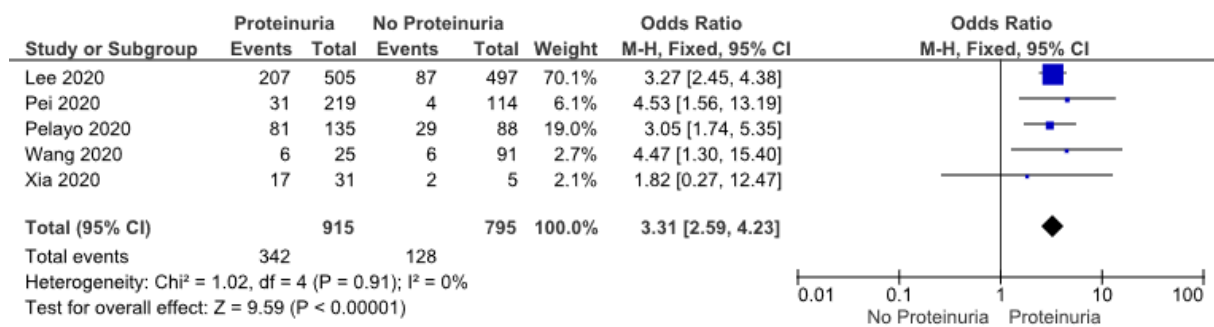 Proteinuria No Proteinuria Odds Ratio Odds Ratio
Study or Subgroup Events Total Events Total Weight M-H, Fixed, 95% CI M-H, Fixed, 95% CI
Lee 2020 207 505 87 497 70.1% 3.27 [2.45, 4.38]
Pei 2020 31 219 4 114 6.1% 4.53 [1.56, 13.19]
Pelayo 2020 81 135 29 88 19.0% 3.05 [1.74, 5.35]
Wang 2020 6 25 6 91 2.7% 4.47 [1.30, 15.40]
Xia 2020 17 31 2 5 2.1% 1.82 [0.27, 12.47]
Total (95% CI) 915 795 100.0% 3.31 [2.59, 4.23]
Total events 342 128
Heterogeneity: Chi² = 1.02, df = 4 (P = 0.91); I² = 0%
Test for overall effect: Z = 9.59 (P < 0.00001)
0.01 0.1 1 10 100
No Proteinuria Proteinuria